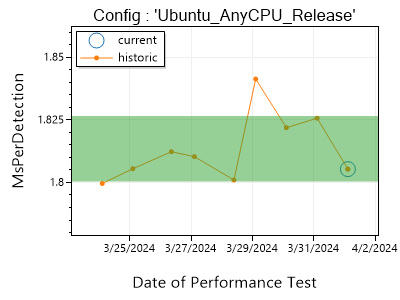 Config : 'Ubuntu_AnyCPU_Release'
current
historic
MsPerDetection
1.85
1.825
1.8
3/25/2024
3/27/2024
3/29/2024
3/31/2024
4/2/2024
Date of Performance Test